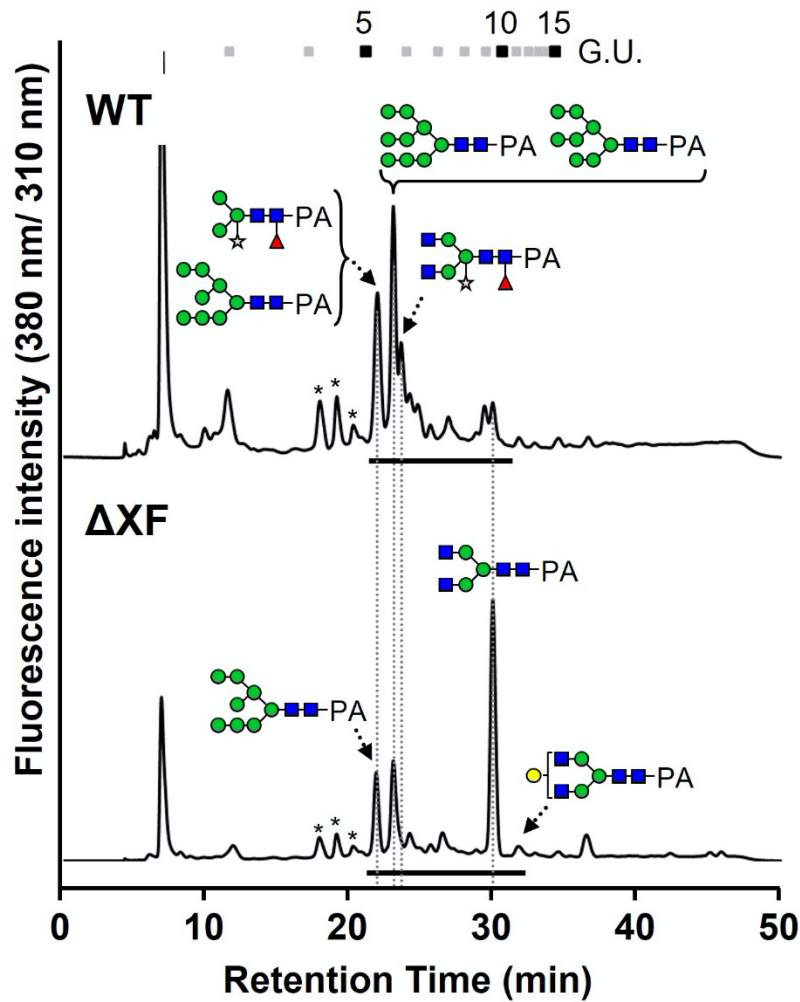 5 10 15
G.U.
WT
PA PA
PA
PA
PA
* * *
ΔXF
PA
PA
PA
* * *
0 10 20 30 40 50
Retention Time (min)
Fluorescence intensity (380 nm/ 310 nm)